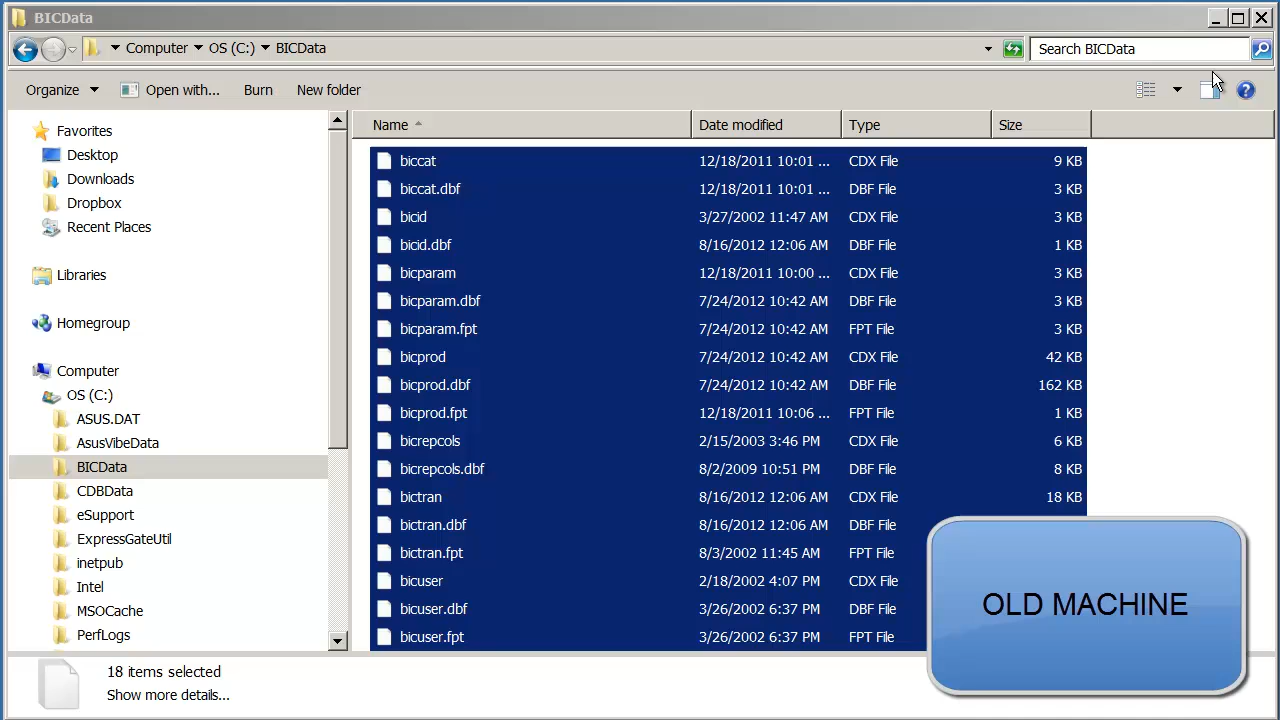 BICData
Computer OS (C:) BICData
Search BICData
Organize Open with... Burn New folder
Name Date modified Type Size
Favorites
Desktop
Downloads
Dropbox
Recent Places
Libraries
Homegroup
Computer
OS (C:)
ASUS.DAT
AsusVibeData
BICData
CDBData
eSupport
ExpressGateUtil
inetpub
Intel
MSOCache
PerfLogs
biccat 12/18/2011 10:01 ... CDX File 9 KB
biccat.dbf 12/18/2011 10:01 ... DBF File 3 KB
bicid 3/27/2002 11:47 AM CDX File 3 KB
bicid.dbf 8/16/2012 12:06 AM DBF File 1 KB
bicparam 12/18/2011 10:00 ... CDX File 3 KB
bicparam.dbf 7/24/2012 10:42 AM DBF File 3 KB
bicparam.fpt 7/24/2012 10:42 AM FPT File 3 KB
bicprod 7/24/2012 10:42 AM CDX File 42 KB
bicprod.dbf 7/24/2012 10:42 AM DBF File 162 KB
bicprod.fpt 12/18/2011 10:06 ... FPT File 1 KB
bicrepcols 2/15/2003 3:46 PM CDX File 6 KB
bicrepcols.dbf 8/2/2009 10:51 PM DBF File 8 KB
bictran 8/16/2012 12:06 AM CDX File 18 KB
bictran.dbf 8/16/2012 12:06 AM DBF File
bictran.fpt 8/3/2002 11:45 AM FPT File
bicuser 2/18/2002 4:07 PM CDX File
bicuser.dbf 3/26/2002 6:37 PM DBF File
bicuser.fpt 3/26/2002 6:37 PM FPT File
OLD MACHINE
18 items selected
Show more details...